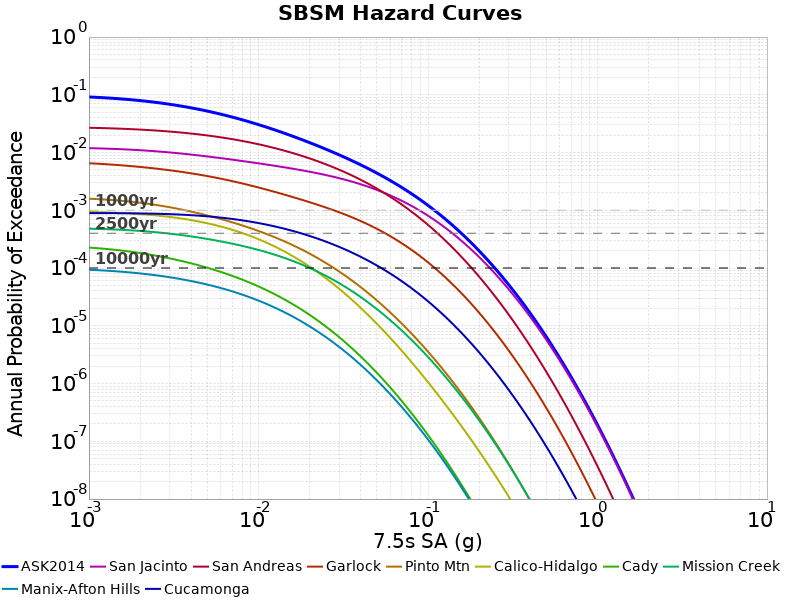 SBSM Hazard Curves
Annual Probability of Exceedance
10^0
10^-1
10^-2
10^-3
10^-4
10^-5
10^-6
10^-7
10^-8
1000yr
2500yr
10000yr
10^-3 10^-2 10^-1 10^0 10^1
7.5s SA (g)
ASK2014 San Jacinto San Andreas Garlock Pinto Mtn Calico-Hidalgo Cady Mission Creek
Manix-Afton Hills Cucamonga